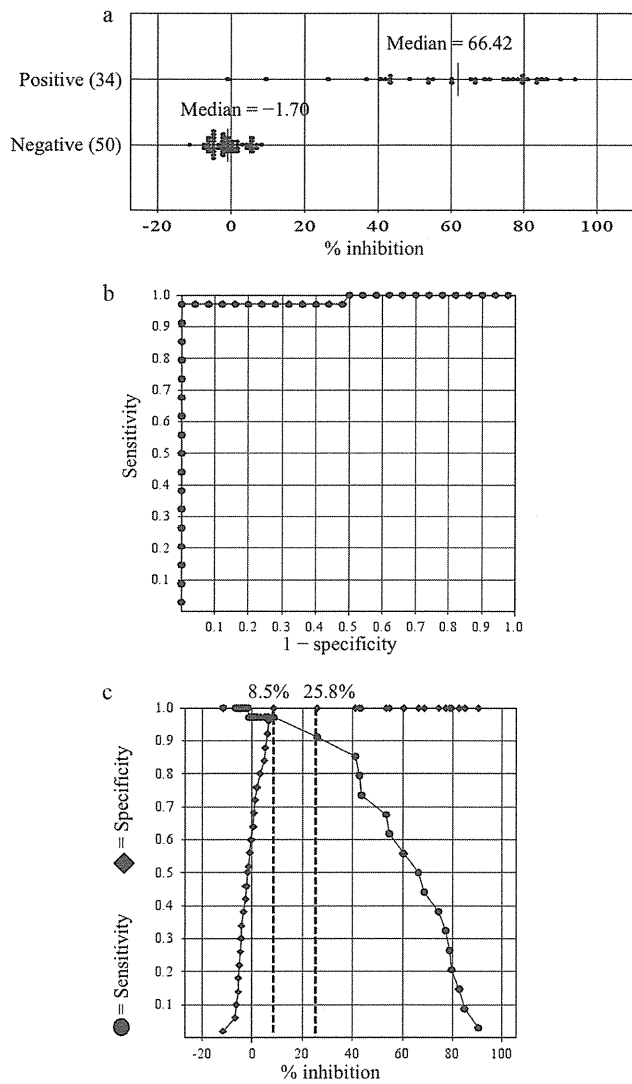 a
Median = 66.42
Positive (34)
Median = −1.70
Negative (50)
-20 0 20 40 60 80 100
% inhibition
b
1.0
0.9
0.8
0.7
0.6
0.5
0.4
0.3
0.2
0.1
Sensitivity
0.1 0.2 0.3 0.4 0.5 0.6 0.7 0.8 0.9 1.0
1 − specificity
c
8.5% 25.8%
1.0
0.9
0.8
0.7
0.6
0.5
0.4
0.3
0.2
0.1
= Specificity
= Sensitivity
-20 0 20 40 60 80 100
% inhibition